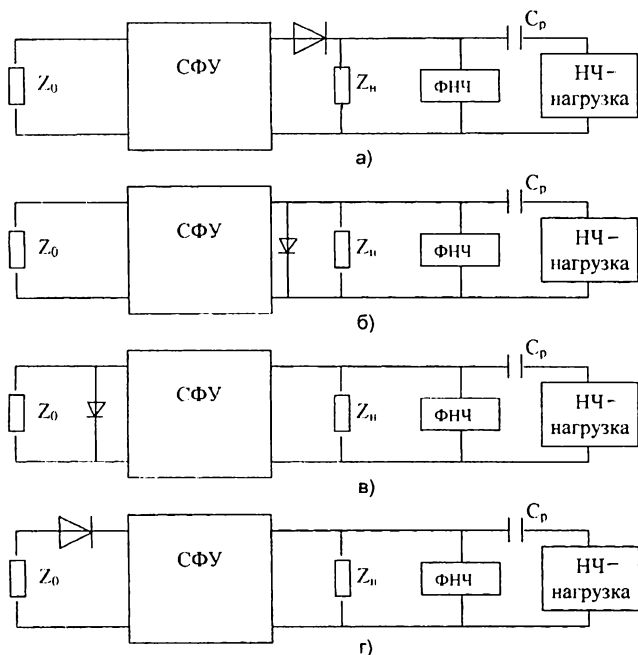 Z₀
СФУ
Zн
ФНЧ
Cр
НЧ–
нагрузка
а)
Z₀
СФУ
Zн
ФНЧ
Cр
НЧ–
нагрузка
б)
Z₀
СФУ
Zн
ФНЧ
Cр
НЧ–
нагрузка
в)
Z₀
СФУ
Zн
ФНЧ
Cр
НЧ–
нагрузка
г)